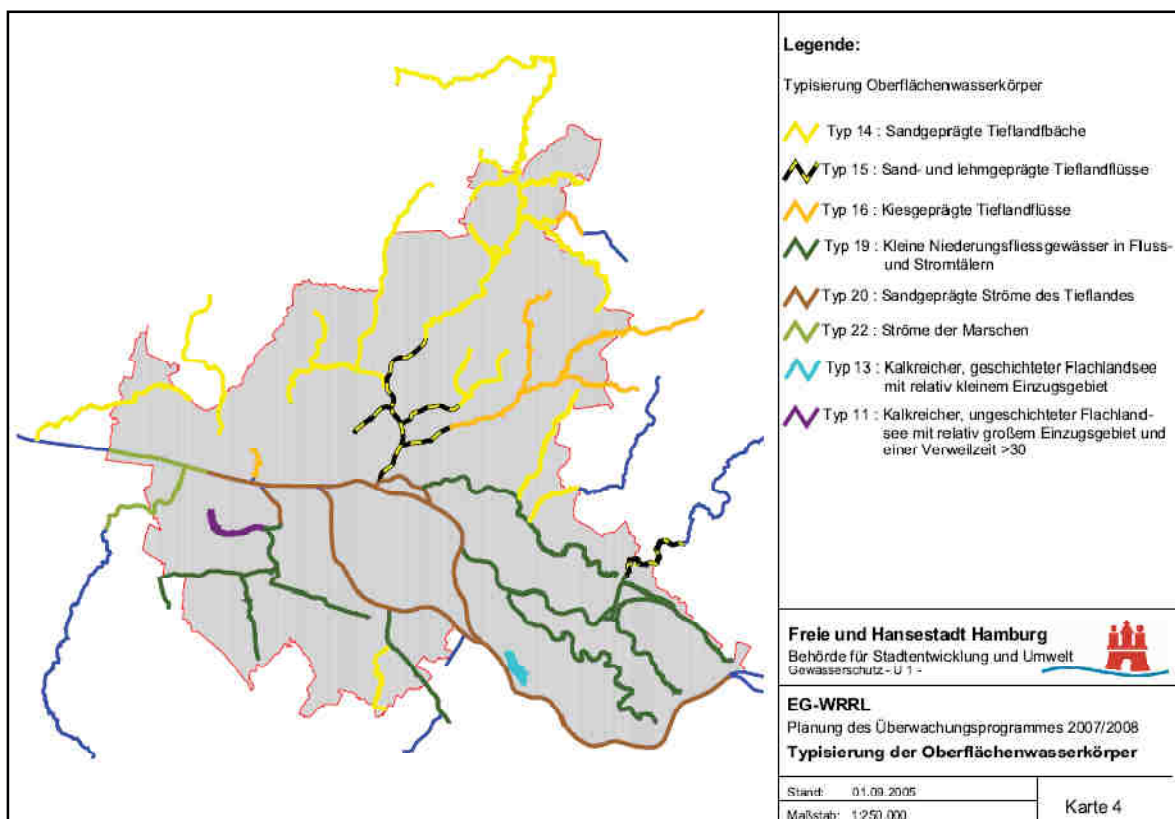 Legende:
Typisierung Oberflächenwasserkörper
Typ 14 : Sandgeprägte Tieflandbäche
Typ 15 : Sand- und lehmgeprägte Tieflandflüsse
Typ 16 : Kiesgeprägte Tieflandflüsse
Typ 19 : Kleine Niederungsfliessgewässer in Fluss-
und Stromtälern
Typ 20 : Sandgeprägte Ströme des Tieflandes
Typ 22 : Ströme der Marschen
Typ 13 : Kalkreicher, geschichteter Flachlandsee
mit relativ kleinem Einzugsgebiet
Typ 11 : Kalkreicher, ungeschichteter Flachland-
see mit relativ großem Einzugsgebiet und
einer Verweilzeit >30
Freie und Hansestadt Hamburg
Behörde für Stadtentwicklung und Umwelt
Gewässerschutz - U 1 -
EG-WRRL
Planung des Überwachungsprogrammes 2007/2008
Typisierung der Oberflächenwasserkörper
Stand: 01.09.2005
Maßstab: 1:250.000
Karte 4